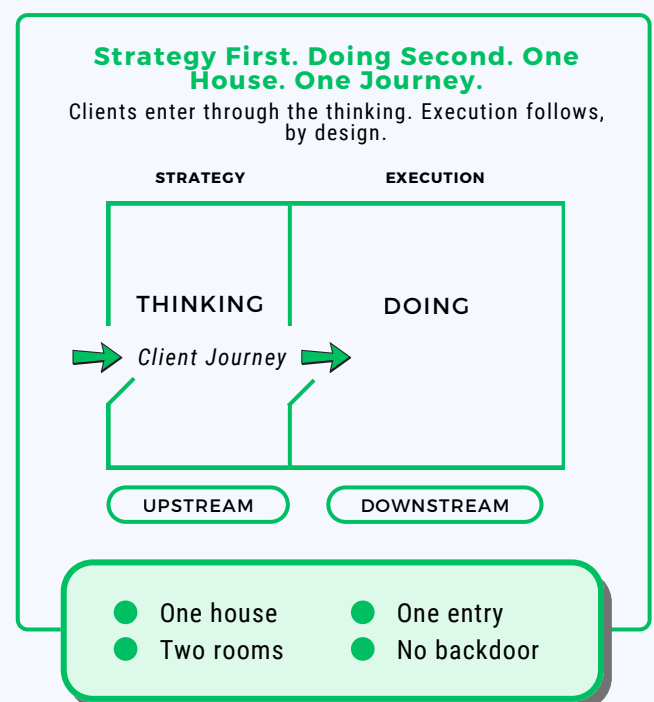 Strategy First. Doing Second. One
House. One Journey.
Clients enter through the thinking. Execution follows,
by design.
STRATEGY
EXECUTION
THINKING
DOING
Client Journey
UPSTREAM
DOWNSTREAM
One house
One entry
Two rooms
No backdoor